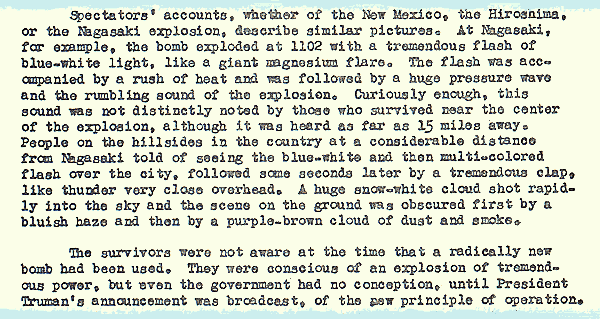 Spectators' accounts, whether of the New Mexico, the Hiroshima,
or the Nagasaki explosion, describe similar pictures. At Nagasaki,
for example, the bomb exploded at 1102 with a tremendous flash of
blue-white light, like a giant magnesium flare. The flash was acc-
ompanied by a rush of heat and was followed by a huge pressure wave
and the rumbling sound of the explosion. Curiously enough, this
sound was not distinctly noted by those who survived near the center
of the explosion, although it was heard as far as 15 miles away.
People on the hillsides in the country at a considerable distance
from Nagasaki told of seeing the blue-white and then multi-colored
flash over the city, followed some seconds later by a tremendous clap,
like thunder very close overhead. A huge snow-white cloud shot rapid-
ly into the sky and the scene on the ground was obscured first by a
bluish haze and then by a purple-brown cloud of dust and smoke.
The survivors were not aware at the time that a radically new
bomb had been used. They were conscious of an explosion of tremend-
ous power, but even the government had no conception, until President
Truman's announcement was broadcast, of the new principle of operation.